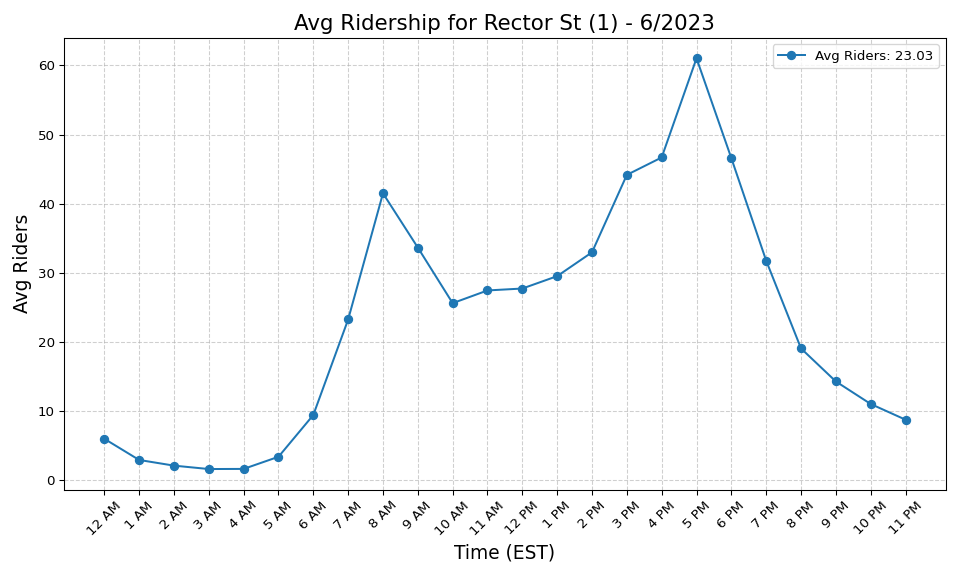 Avg Ridership for Rector St (1) - 6/2023
Avg Riders: 23.03
Avg Riders
60
50
40
30
20
10
0
12 AM
1 AM
2 AM
3 AM
4 AM
5 AM
6 AM
7 AM
8 AM
9 AM
10 AM
11 AM
12 PM
1 PM
2 PM
3 PM
4 PM
5 PM
6 PM
7 PM
8 PM
9 PM
10 PM
11 PM
Time (EST)